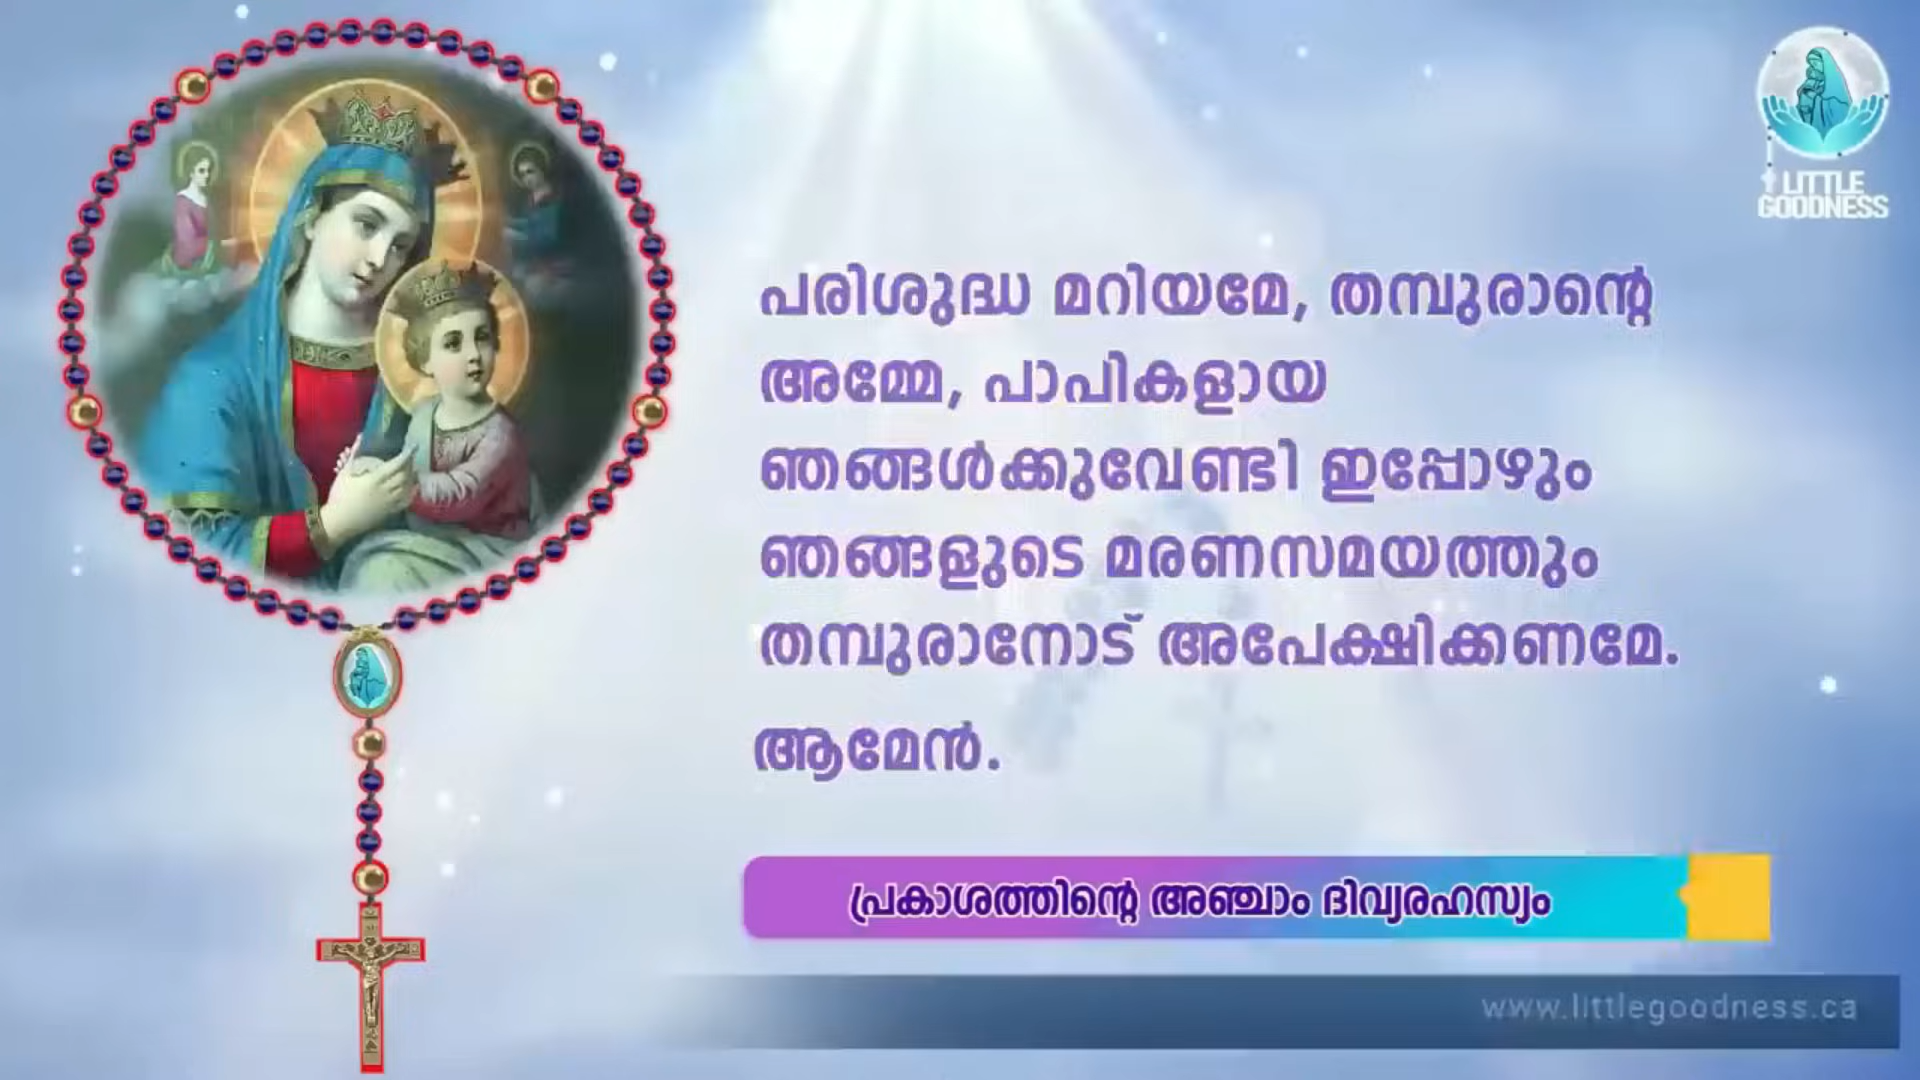 LITTLE
GOODNESS
പരിശുദ്ധ മറിയമേ, തമ്പുരാന്റെ
അമ്മേ, പാപികളായ
ഞങ്ങൾക്കുവേണ്ടി ഇപ്പോഴും
ഞങ്ങളുടെ മരണസമയത്തും
തമ്പുരാനോട് അപേക്ഷിക്കണമേ.
ആമേൻ.
പ്രകാശത്തിന്റെ അഞ്ചാം ദിവ്യരഹസ്യം
www.littlegoodness.ca